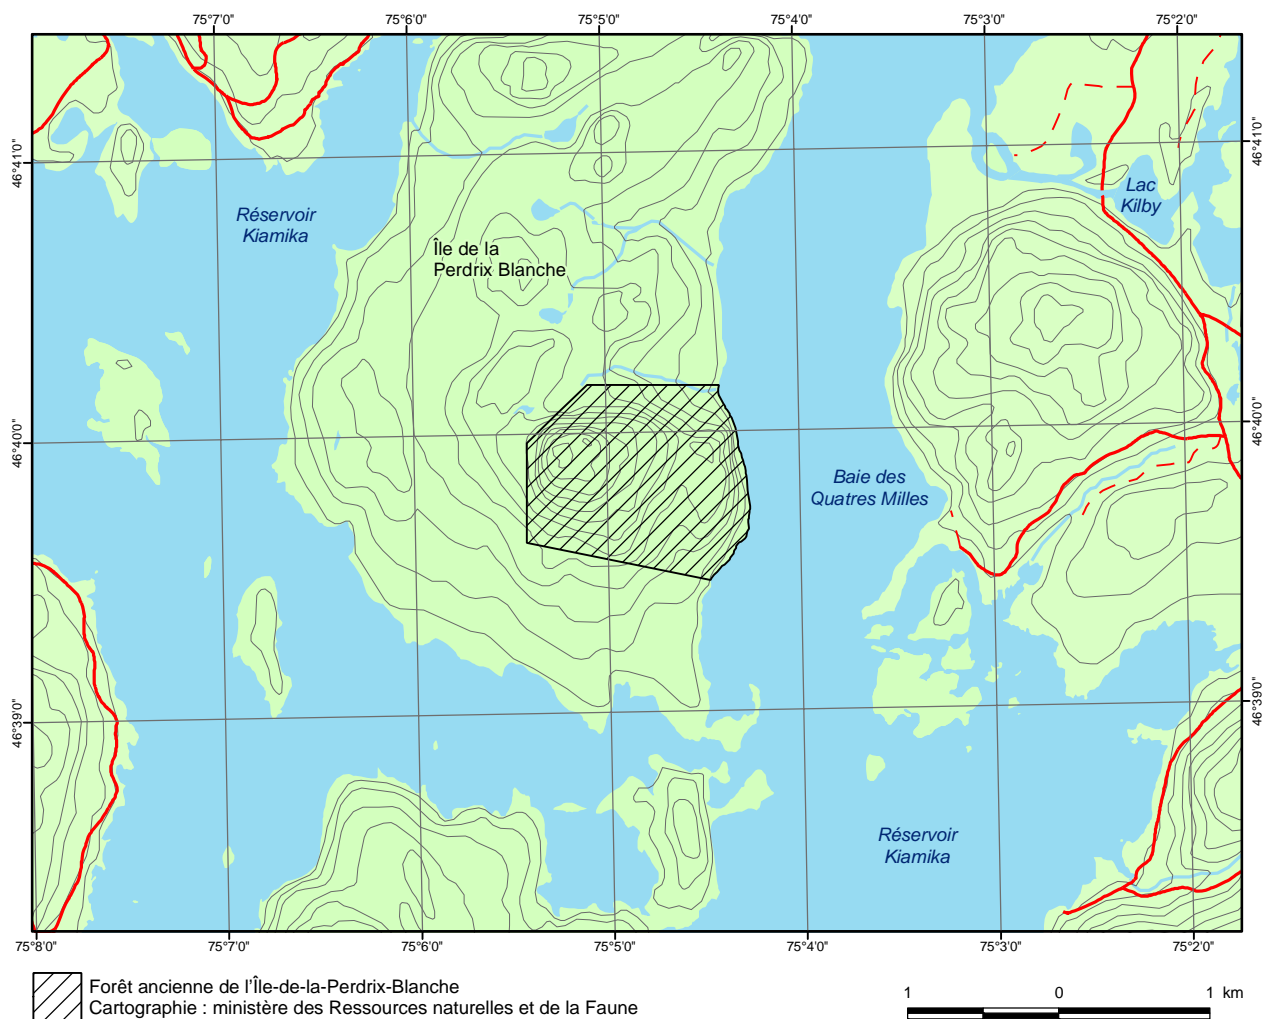 75°7'0" 75°6'0" 75°5'0" 75°4'0" 75°3'0" 75°2'0"
46°41'0" 46°41'0"
Lac
Kilby
Réservoir
Kiamika
Île de la
Perdrix Blanche
46°40'0" 46°40'0"
Baie des
Quatres Milles
46°39'0" 46°39'0"
Réservoir
Kiamika
75°8'0" 75°7'0" 75°6'0" 75°5'0" 75°4'0" 75°3'0" 75°2'0"
Forêt ancienne de l'Île-de-la-Perdrix-Blanche
Cartographie : ministère des Ressources naturelles et de la Faune
1 0 1 km